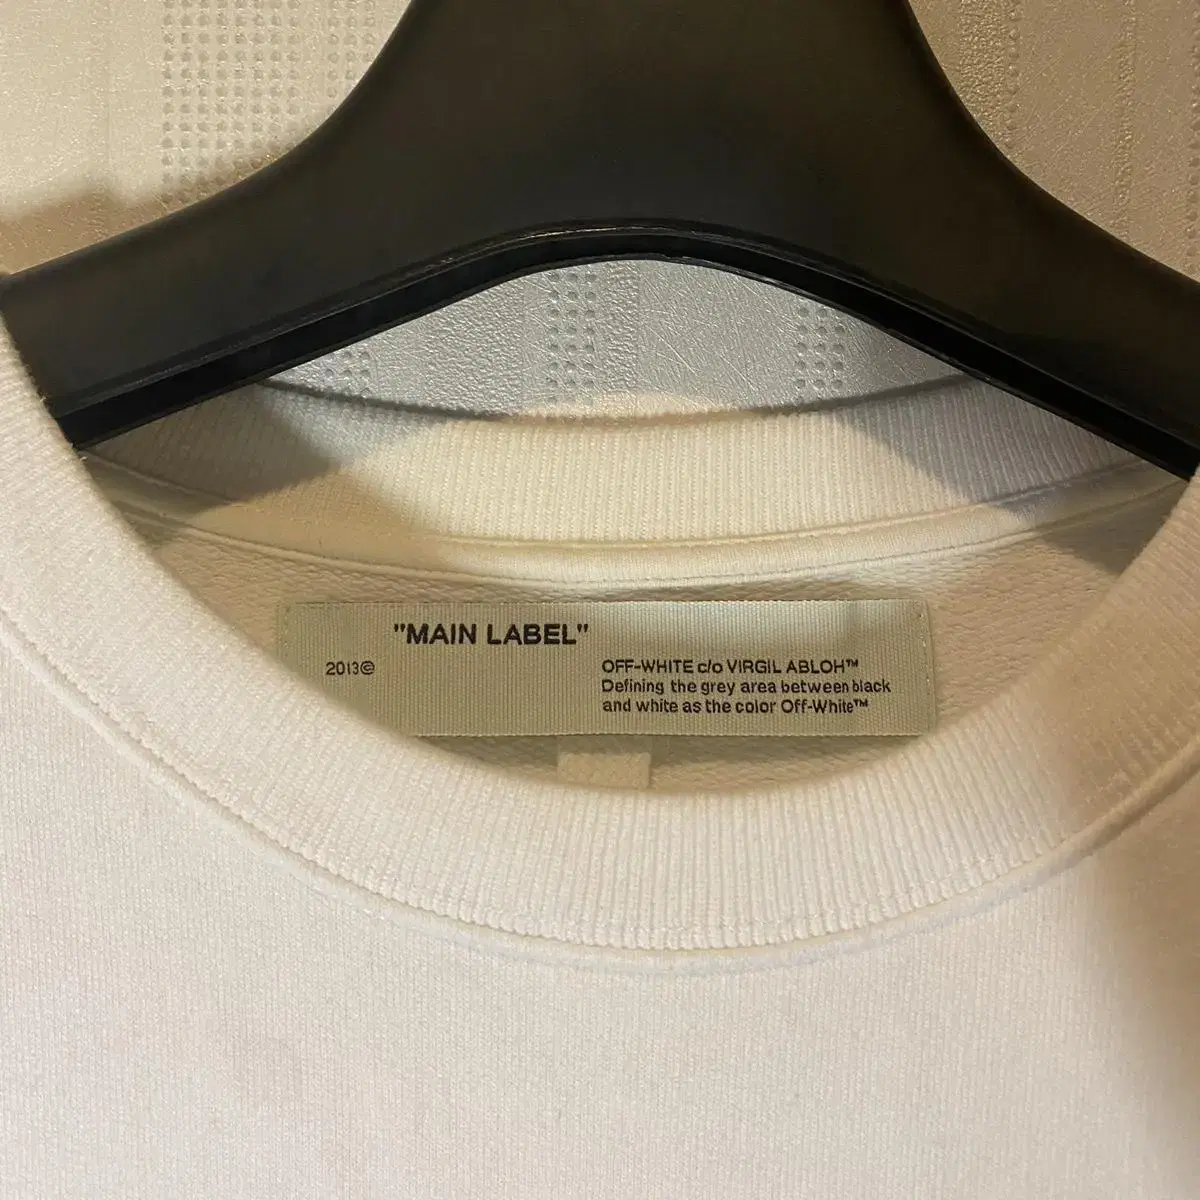 "MAIN LABEL"
2013©
OFF-WHITE c/o VIRGIL ABLOH™
Defining the grey area between black
and white as the color Off-White™